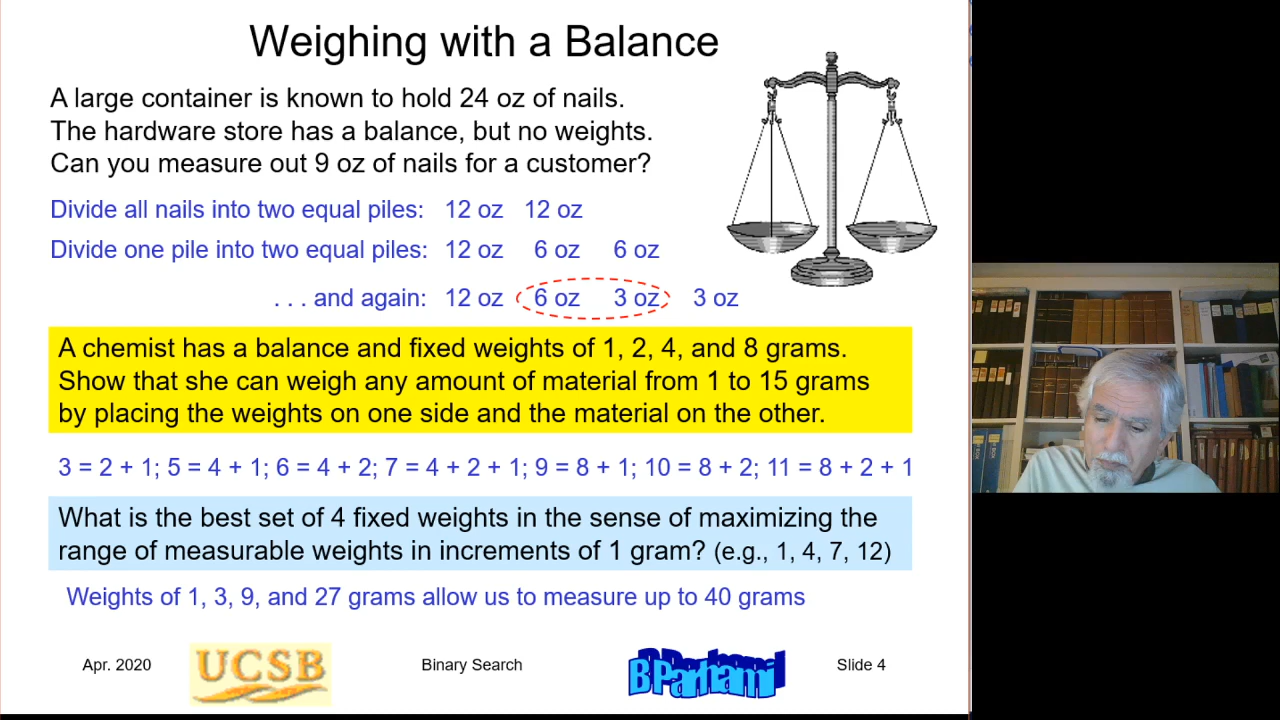 Weighing with a Balance
A large container is known to hold 24 oz of nails.
The hardware store has a balance, but no weights.
Can you measure out 9 oz of nails for a customer?
Divide all nails into two equal piles: 12 oz 12 oz
Divide one pile into two equal piles: 12 oz 6 oz 6 oz
. . . and again: 12 oz 6 oz 3 oz 3 oz
A chemist has a balance and fixed weights of 1, 2, 4, and 8 grams.
Show that she can weigh any amount of material from 1 to 15 grams
by placing the weights on one side and the material on the other.
3 = 2 + 1; 5 = 4 + 1; 6 = 4 + 2; 7 = 4 + 2 + 1; 9 = 8 + 1; 10 = 8 + 2; 11 = 8 + 2 + 1
What is the best set of 4 fixed weights in the sense of maximizing the
range of measurable weights in increments of 1 gram? (e.g., 1, 4, 7, 12)
Weights of 1, 3, 9, and 27 grams allow us to measure up to 40 grams
Apr. 2020 UCSB Binary Search B Parhami Slide 4